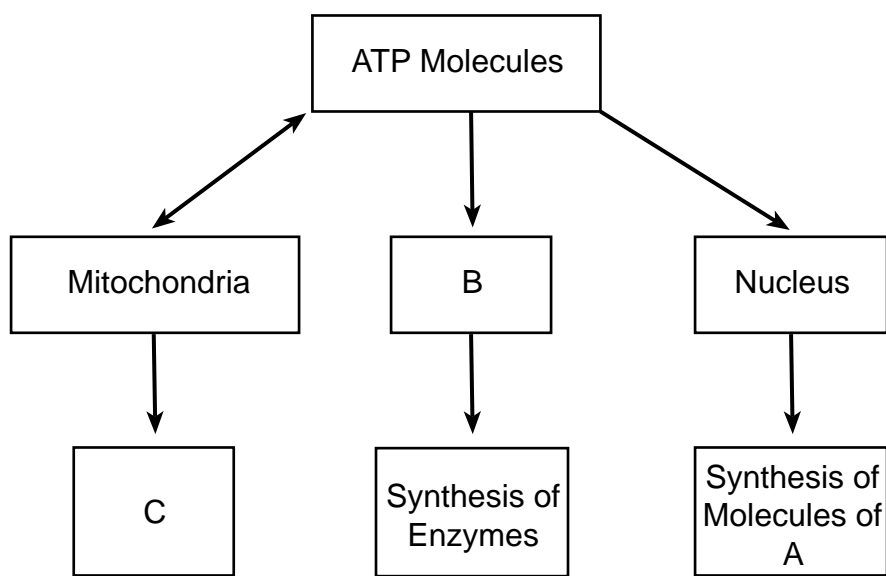 ATP Molecules
Mitochondria
B
Nucleus
C
Synthesis of
Enzymes
Synthesis of
Molecules of
A